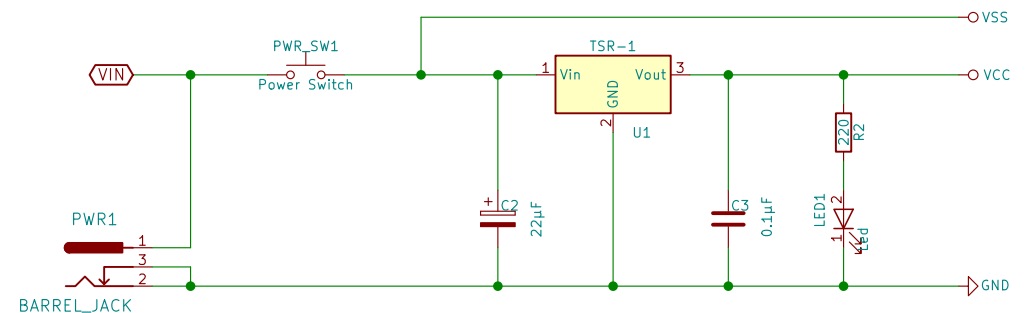 VSS
PWR_SW1
TSR-1
VIN
1
Vin
Vout
3
VCC
Power Switch
GND
2
U1
220
R2
PWR1
+
C2
22µF
C3
0.1µF
LED1
2
1
Led
1
3
2
GND
BARREL_JACK